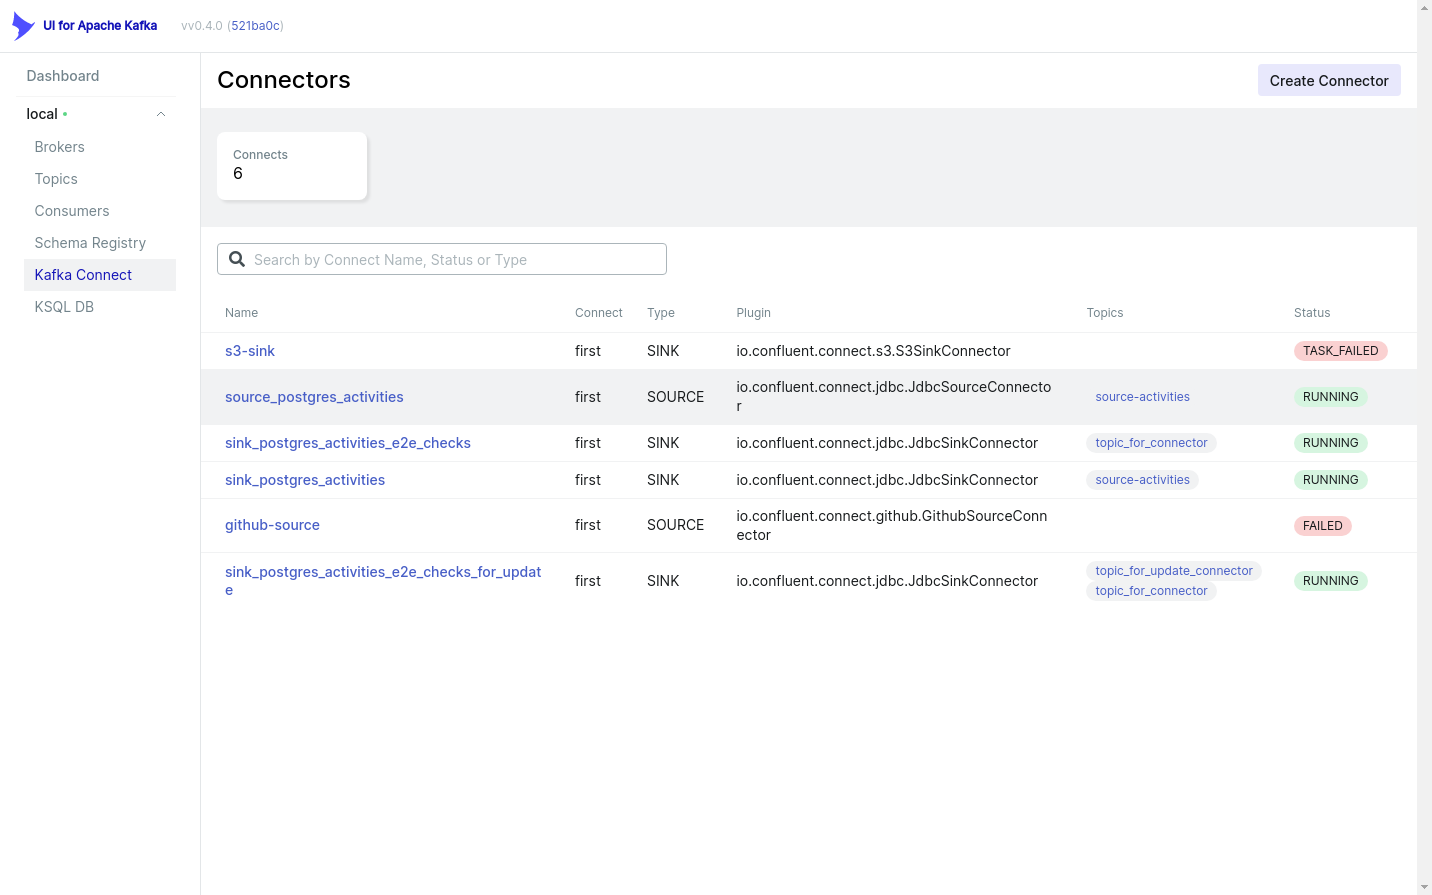 UI for Apache Kafka vv0.4.0 (521ba0c)
Dashboard
local
Brokers
Topics
Consumers
Schema Registry
Kafka Connect
KSQL DB
Connectors
Create Connector
Connects
6
Search by Connect Name, Status or Type
Name Connect Type Plugin Topics Status
s3-sink first SINK io.confluent.connect.s3.S3SinkConnector TASK_FAILED
source_postgres_activities first SOURCE io.confluent.connect.jdbc.JdbcSourceConnecto
r source-activities RUNNING
sink_postgres_activities_e2e_checks first SINK io.confluent.connect.jdbc.JdbcSinkConnector topic_for_connector RUNNING
sink_postgres_activities first SINK io.confluent.connect.jdbc.JdbcSinkConnector source-activities RUNNING
github-source first SOURCE io.confluent.connect.github.GithubSourceConn
ector FAILED
sink_postgres_activities_e2e_checks_for_updat
e first SINK io.confluent.connect.jdbc.JdbcSinkConnector topic_for_update_connector
topic_for_connector RUNNING